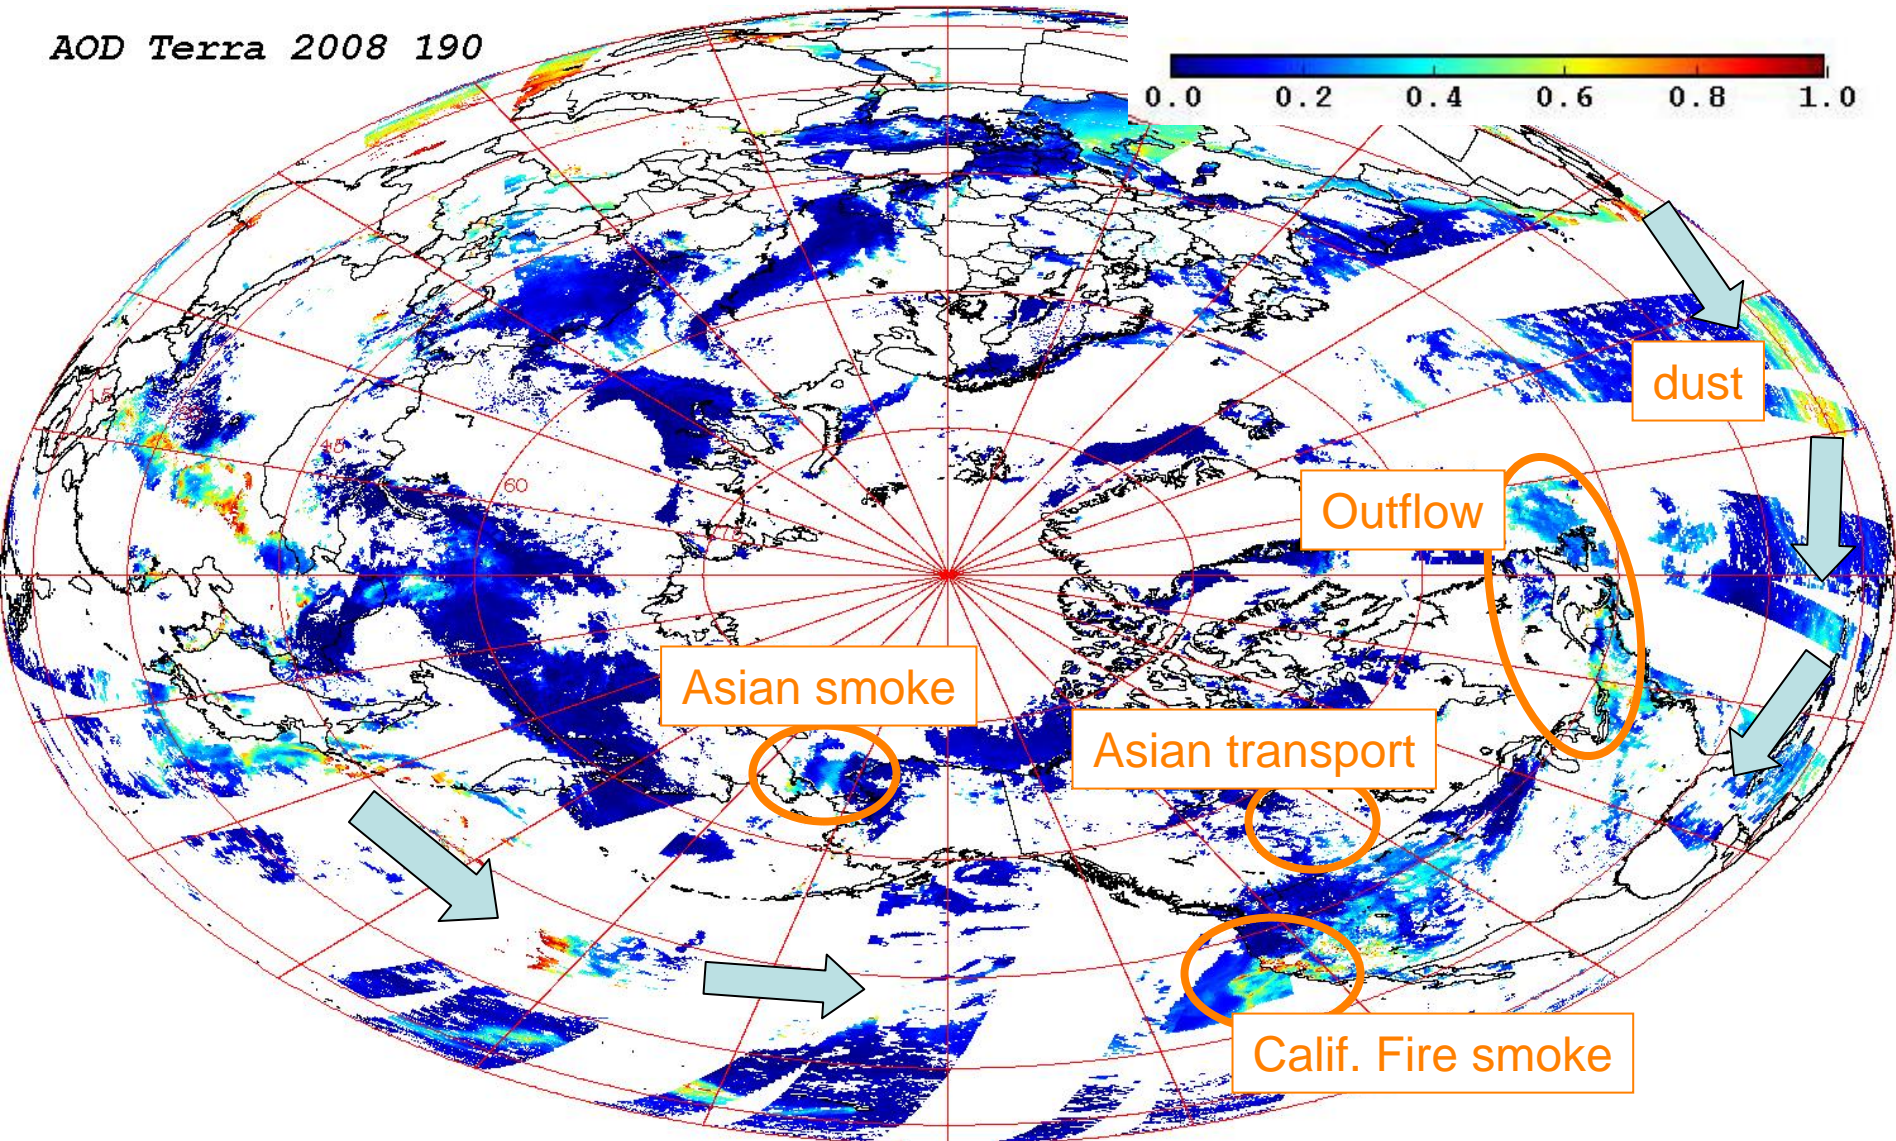 AOD Terra 2008 190
0.0 0.2 0.4 0.6 0.8 1.0
dust
45
60
Outflow
Asian smoke
Asian transport
Calif. Fire smoke